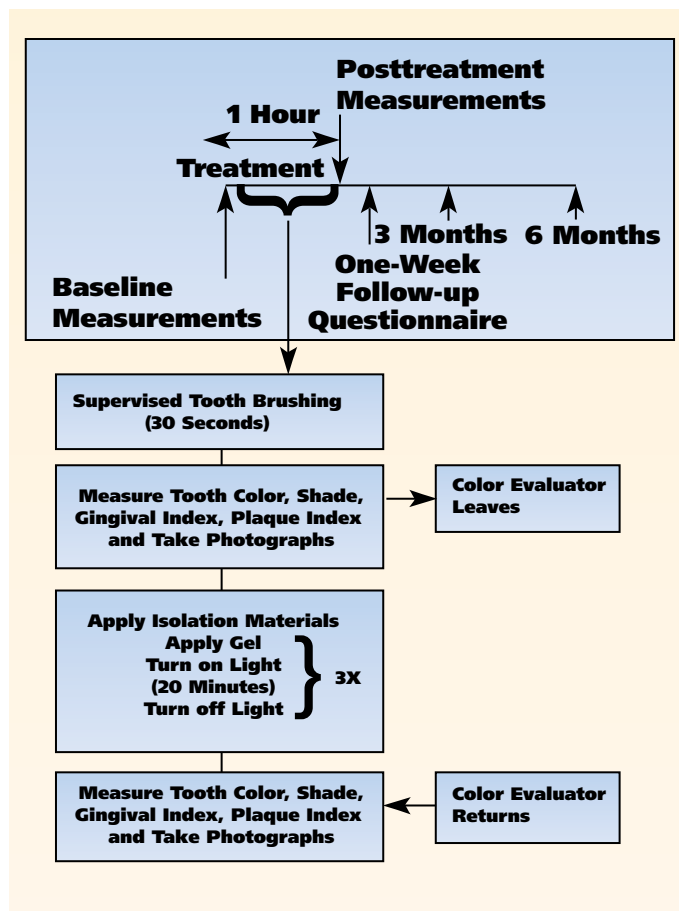 Posttreatment
Measurements
1 Hour
Treatment
3 Months
6 Months
One-Week
Follow-up
Questionnaire
Baseline
Measurements
Supervised Tooth Brushing
(30 Seconds)
Measure Tooth Color, Shade,
Gingival Index, Plaque Index
and Take Photographs
Color Evaluator
Leaves
Apply Isolation Materials
Apply Gel
Turn on Light
(20 Minutes)
Turn off Light
3X
Measure Tooth Color, Shade,
Gingival Index, Plaque Index
and Take Photographs
Color Evaluator
Returns